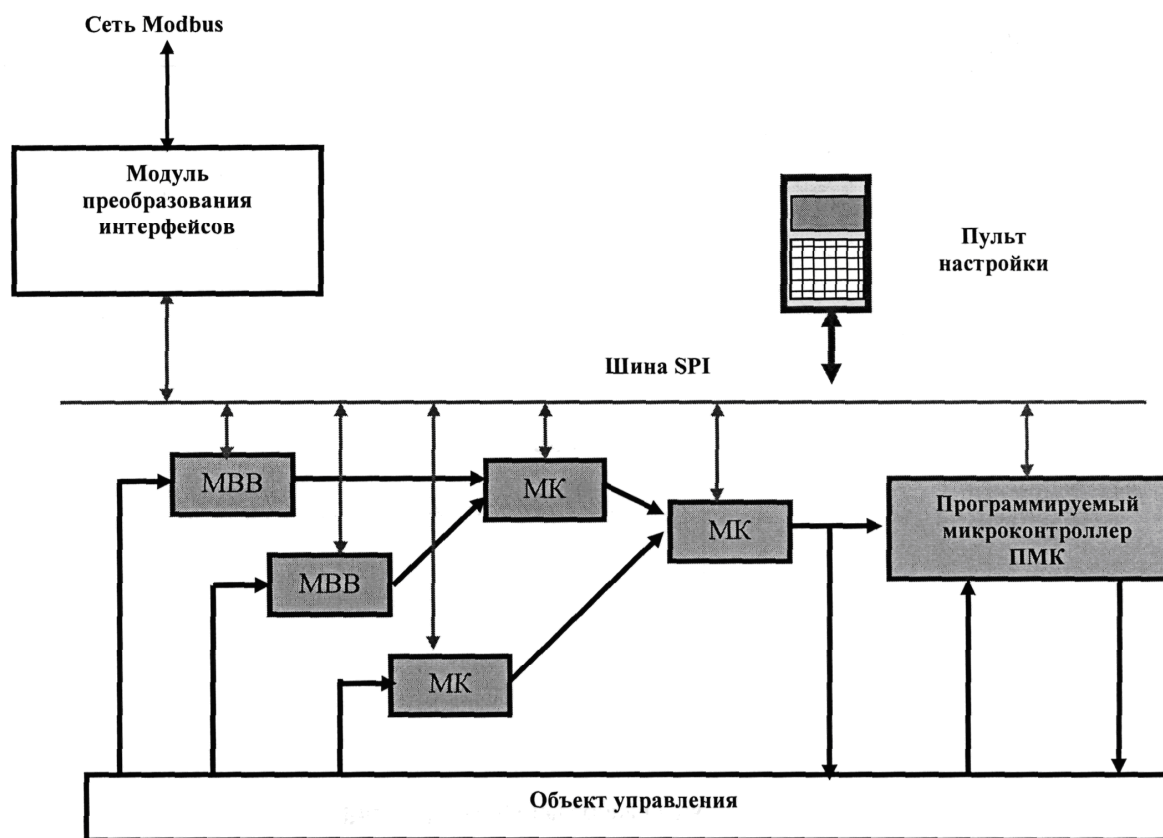 Сеть Modbus
Модуль
преобразования
интерфейсов
Пульт
настройки
Шина SPI
МВВ
МК
МК
Программируемый
микроконтроллер
ПМК
МВВ
МК
Объект управления